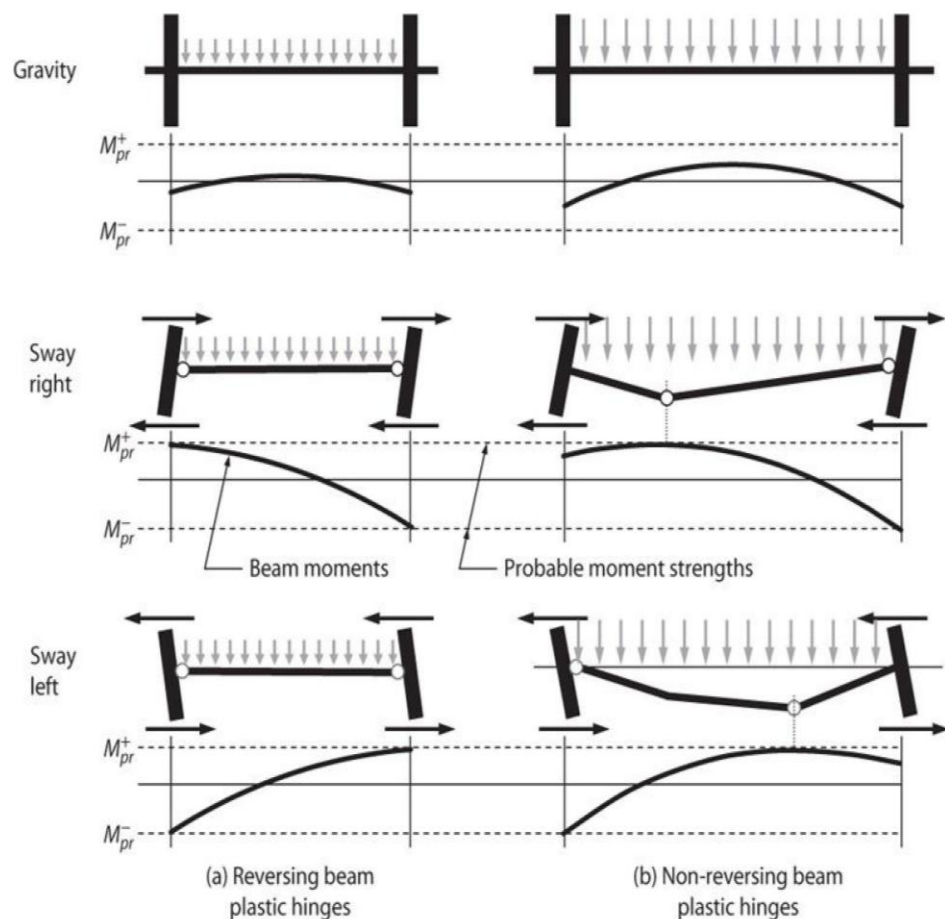 Gravity
M⁺pr
M⁻pr
Sway
right
M⁺pr
M⁻pr
Beam moments
Probable moment strengths
Sway
left
M⁺pr
M⁻pr
(a) Reversing beam
plastic hinges
(b) Non-reversing beam
plastic hinges